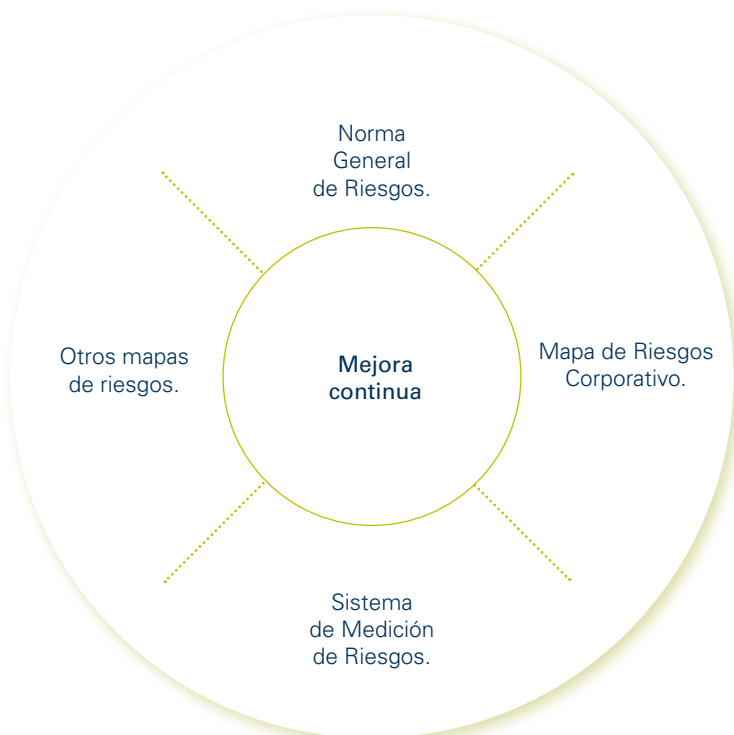 Norma
General
de Riesgos.
Otros mapas
de riesgos.
Mejora
continua
Mapa de Riesgos
Corporativo.
Sistema
de Medición
de Riesgos.